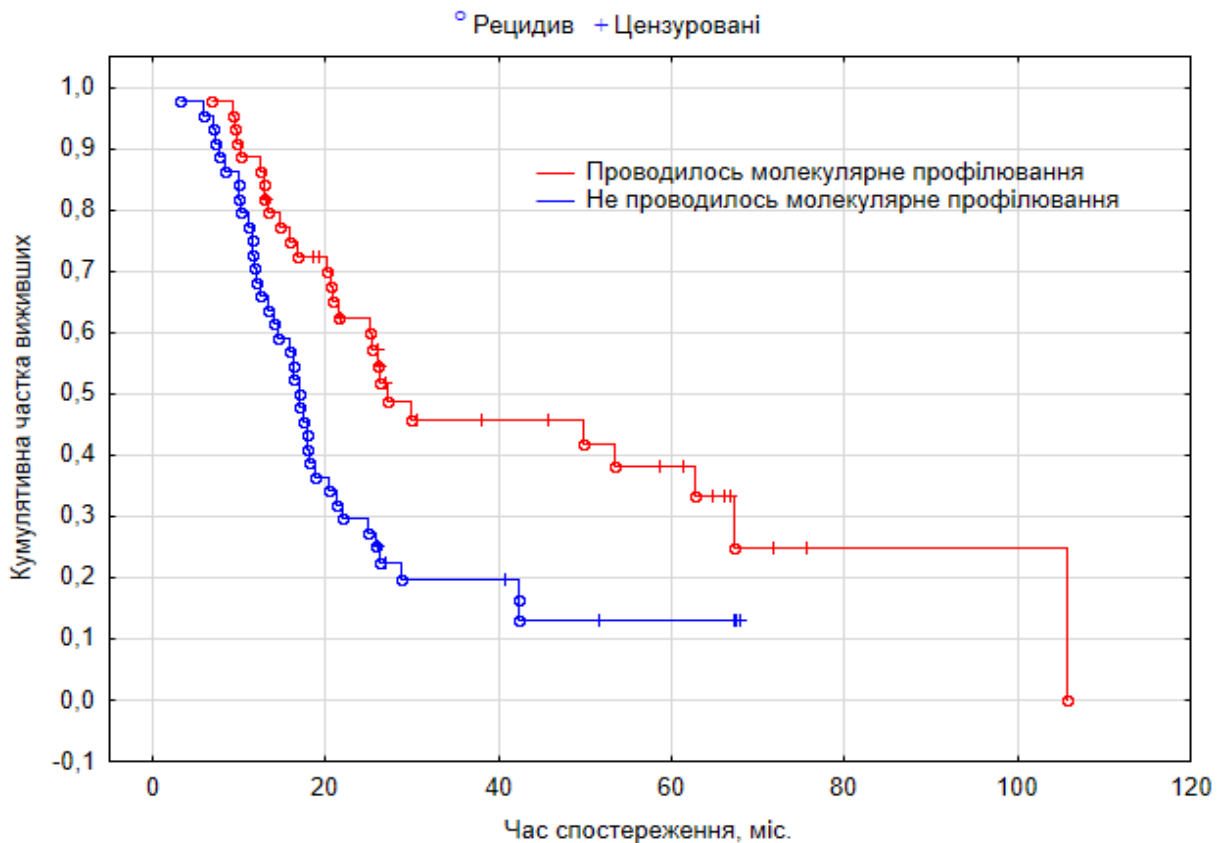 Рецидив + Цензуровані
Проводилось молекулярне профілювання
Не проводилось молекулярне профілювання
Кумулятивна частка виживших
1,0
0,9
0,8
0,7
0,6
0,5
0,4
0,3
0,2
0,1
0,0
-0,1
0 20 40 60 80 100 120
Час спостереження, міс.